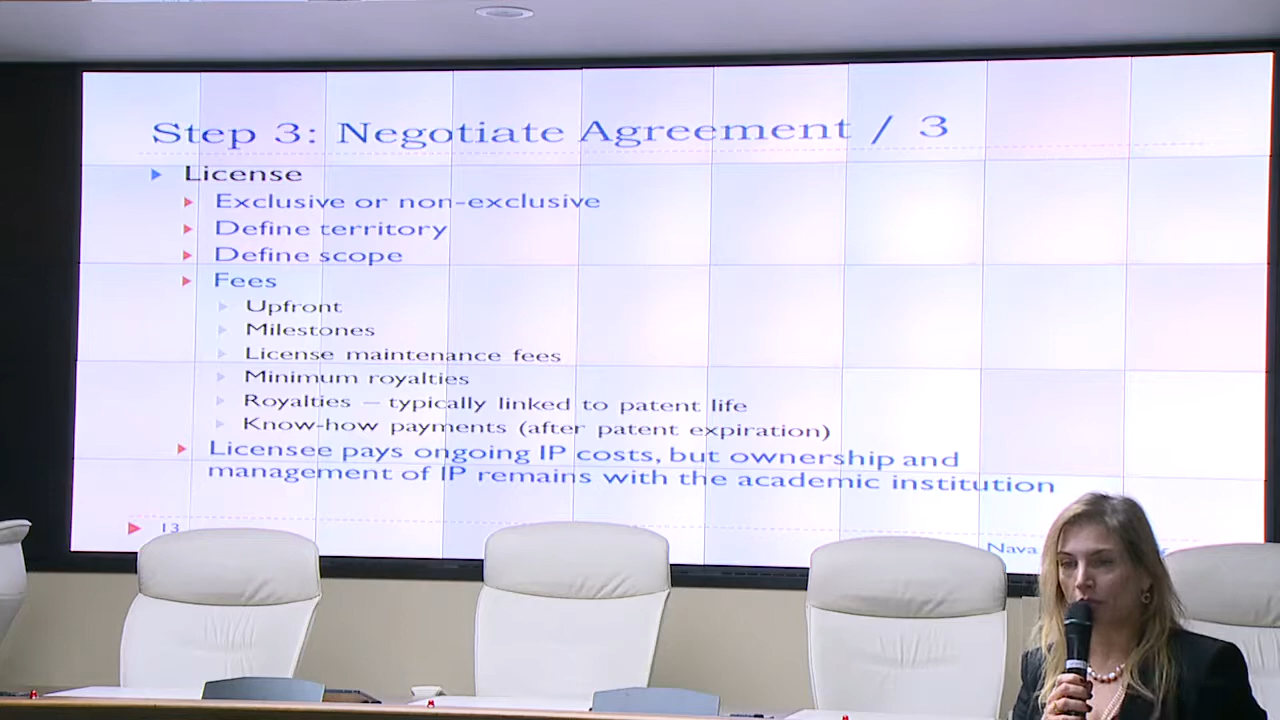 Step 3: Negotiate Agreement / 3
License
Exclusive or non-exclusive
Define territory
Define scope
Fees
Upfront
Milestones
License maintenance fees
Minimum royalties
Royalties – typically linked to patent life
Know-how payments (after patent expiration)
Licensee pays ongoing IP costs, but ownership and
management of IP remains with the academic institution
13
Nava